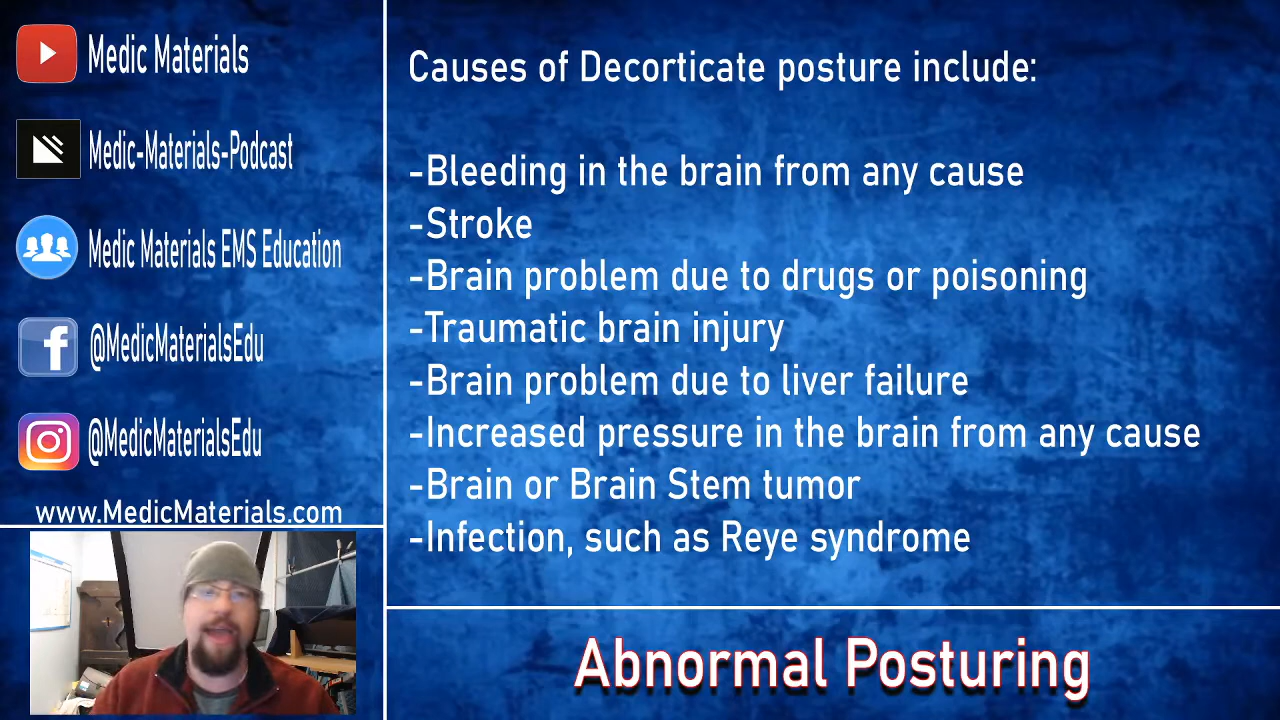 Medic Materials
Medic-Materials-Podcast
Medic Materials EMS Education
@MedicMaterialsEdu
@MedicMaterialsEdu
www.MedicMaterials.com
Causes of Decorticate posture include:
-Bleeding in the brain from any cause
-Stroke
-Brain problem due to drugs or poisoning
-Traumatic brain injury
-Brain problem due to liver failure
-Increased pressure in the brain from any cause
-Brain or Brain Stem tumor
-Infection, such as Reye syndrome
Abnormal Posturing